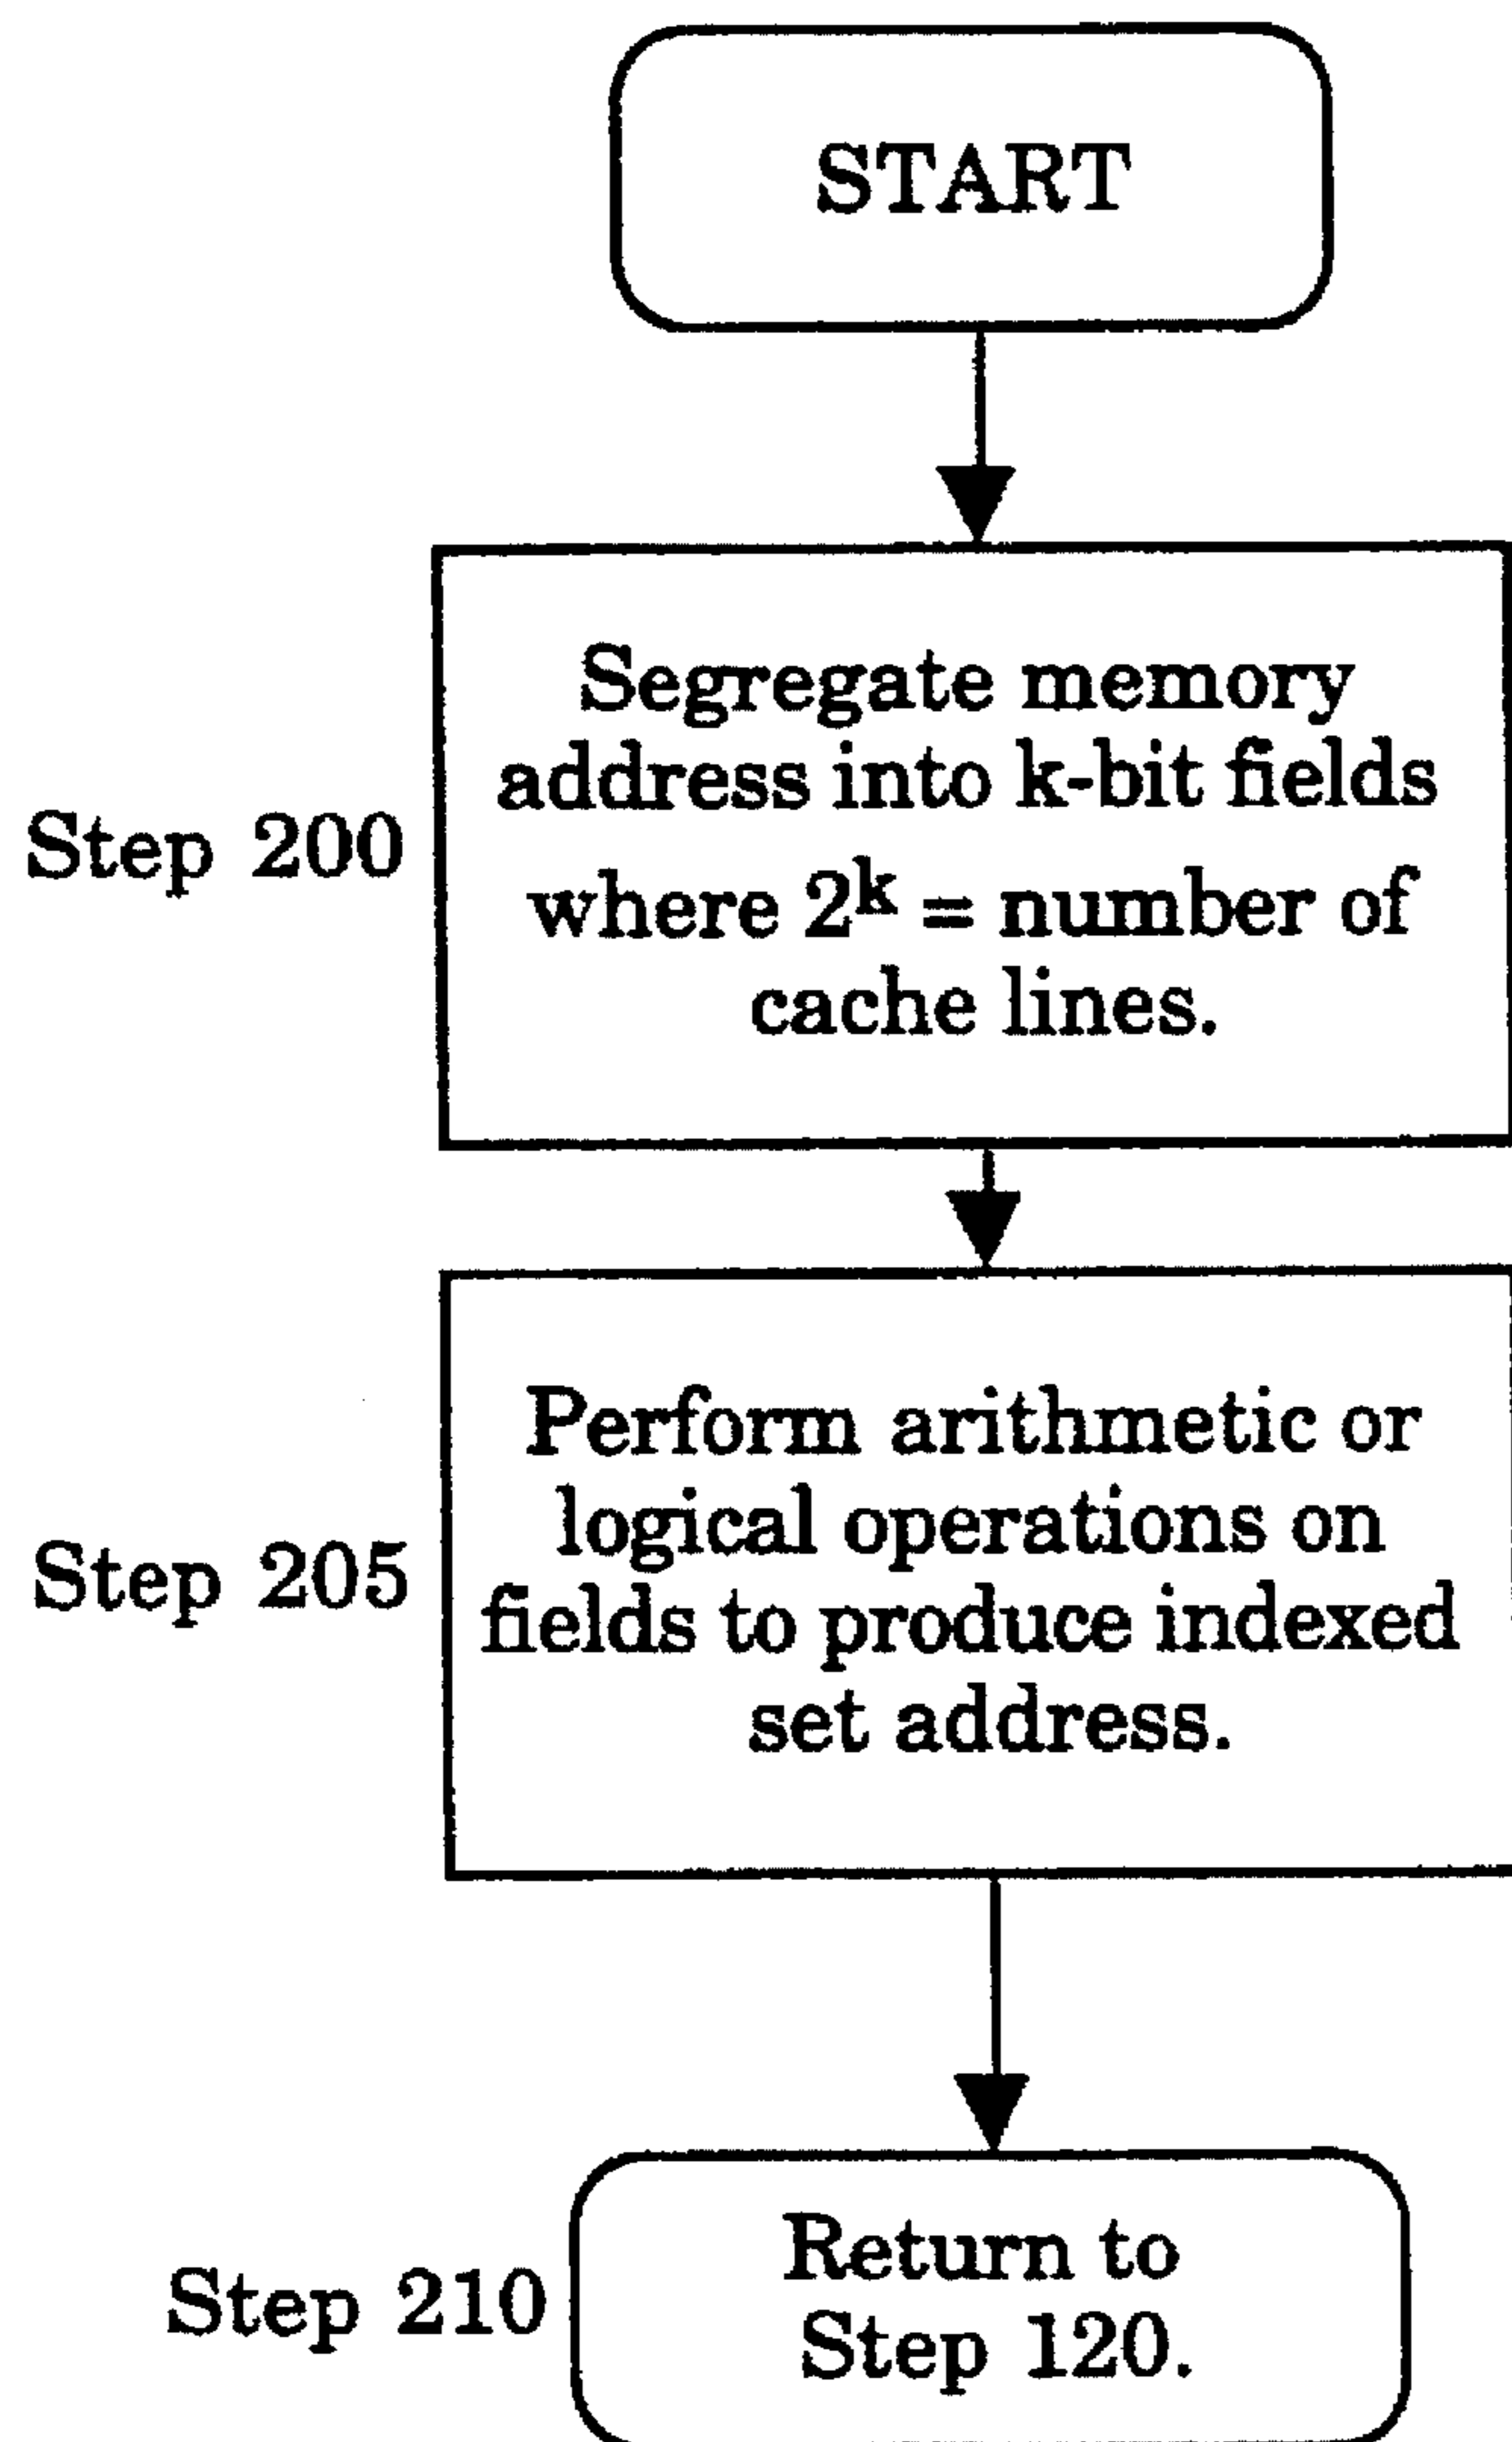 START
Segregate memory
address into k-bit fields
where 2^k = number of
cache lines.
Step 200
Perform arithmetic or
logical operations on
fields to produce indexed
set address.
Step 205
Return to
Step 120.
Step 210